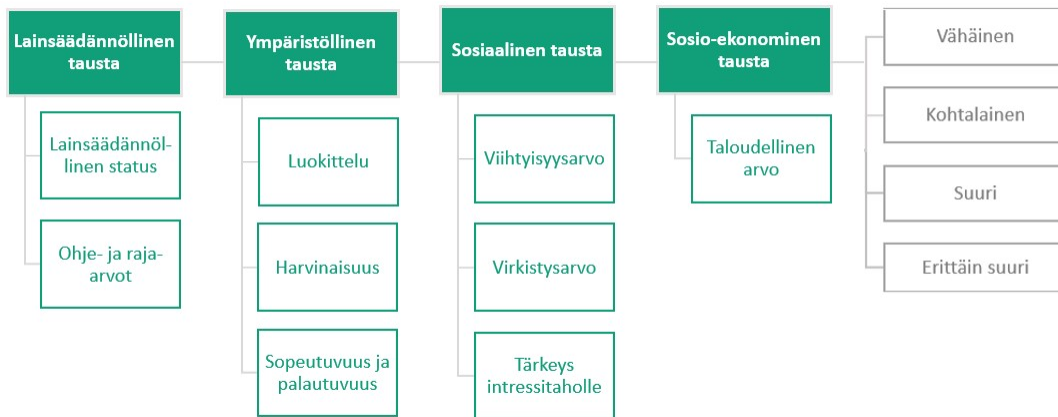 Lainsäädännöllinen
tausta
Lainsäädännöl-
linen status
Ohje- ja raja-
arvot
Ympäristöllinen
tausta
Luokittelu
Harvinaisuus
Sopeutuvuus ja
palautuvuus
Sosiaalinen tausta
Viihtyisyysarvo
Virkistysarvo
Tärkeys
intressitaholle
Sosio-ekonominen
tausta
Taloudellinen
arvo
Vähäinen
Kohtalainen
Suuri
Erittäin suuri